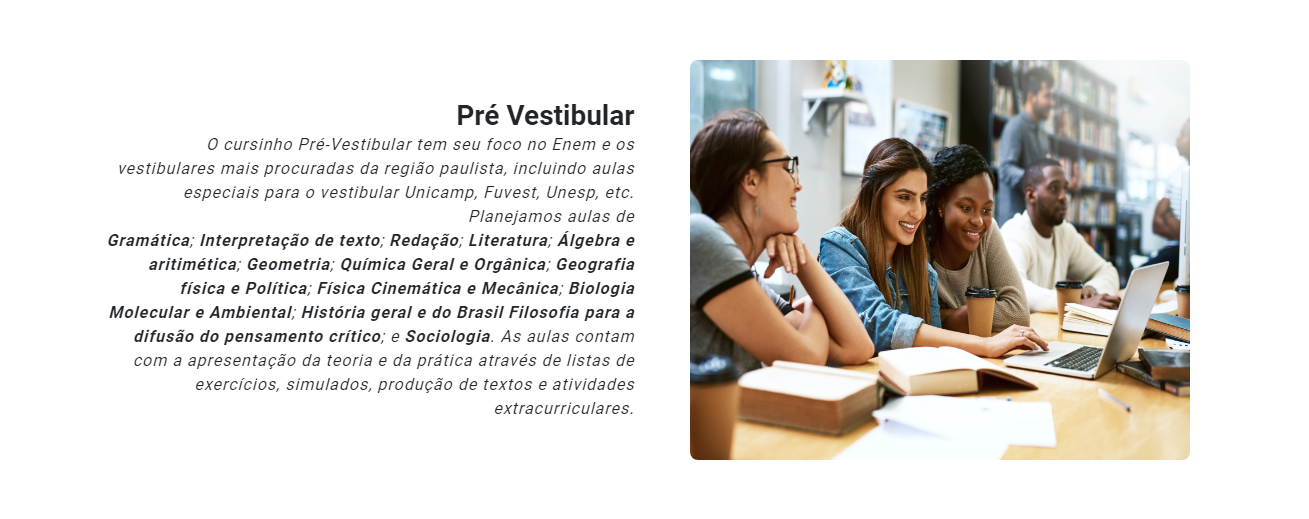 Pré Vestibular
O cursinho Pré-Vestibular tem seu foco no Enem e os
vestibulares mais procuradas da região paulista, incluindo aulas
especiais para o vestibular Unicamp, Fuvest, Unesp, etc.
Planejamos aulas de
Gramática; Interpretação de texto; Redação; Literatura; Álgebra e
aritimética; Geometria; Química Geral e Orgânica; Geografia
física e Política; Física Cinemática e Mecânica; Biologia
Molecular e Ambiental; História geral e do Brasil Filosofia para a
difusão do pensamento crítico; e Sociologia. As aulas contam
com a apresentação da teoria e da prática através de listas de
exercícios, simulados, produção de textos e atividades
extracurriculares.